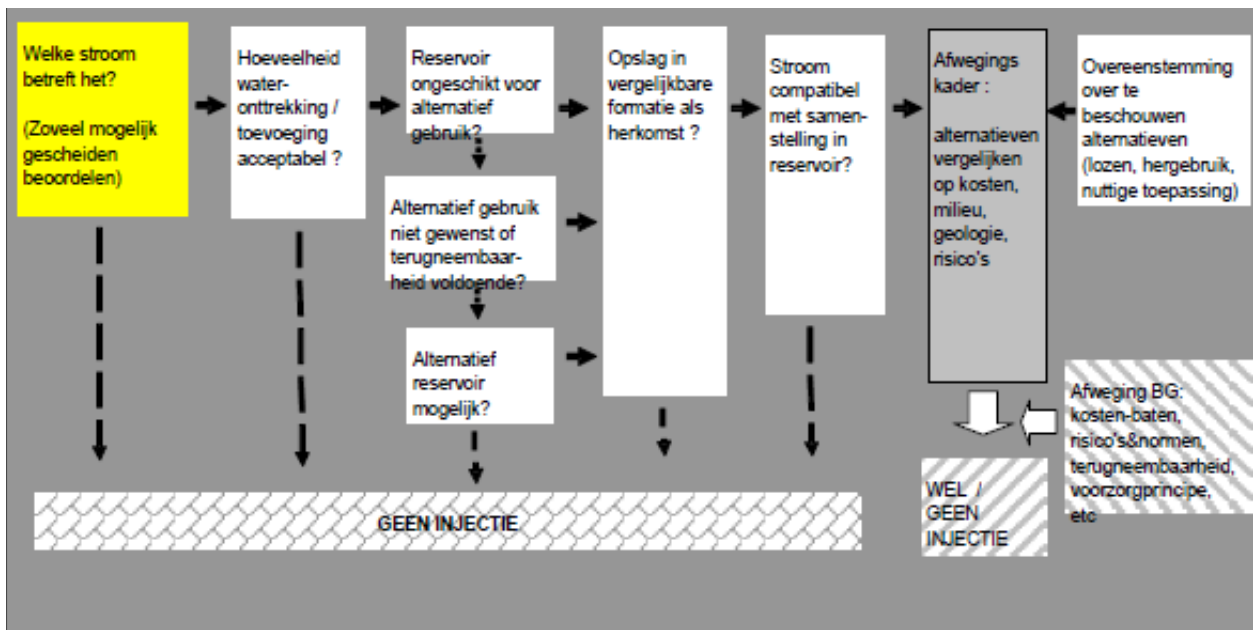 Welke stroom
betreft het?
(Zoveel mogelijk
gescheiden
beoordelen)
Hoeveelheid
water-
onttrekking /
toevoeging
acceptabel ?
Reservoir
ongeschikt voor
alternatief
gebruik?
Alternatief gebruik
niet gewenst of
terugneembaar-
heid voldoende?
Alternatief
reservoir
mogelijk?
Opslag in
vergelijkbare
formatie als
herkomst ?
Stroom
compatibel
met samen-
stelling in
reservoir?
Afwegings
kader :
alternatieven
vergelijken
op kosten,
milieu,
geologie,
risico's
Overeenstemming
over te
beschouwen
alternatieven
(lozen, hergebruik,
nuttige toepassing)
Afweging BG:
kosten-baten,
risico's&normen,
terugneembaarheid,
voorzorgprincipe,
etc
WEL /
GEEN
INJECTIE
GEEN INJECTIE